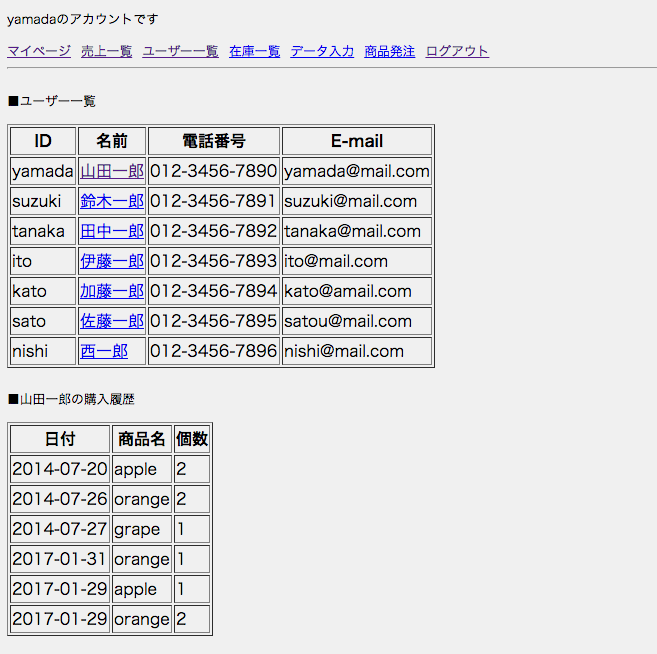 yamadaのアカウントです
マイページ 売上一覧 ユーザー一覧 在庫一覧 データ入力 商品発注 ログアウト
■ユーザー一覧
ID 名前 電話番号 E-mail
yamada 山田一郎 012-3456-7890 yamada@mail.com
suzuki 鈴木一郎 012-3456-7891 suzuki@mail.com
tanaka 田中一郎 012-3456-7892 tanaka@mail.com
ito 伊藤一郎 012-3456-7893 ito@mail.com
kato 加藤一郎 012-3456-7894 kato@amail.com
sato 佐藤一郎 012-3456-7895 satou@mail.com
nishi 西一郎 012-3456-7896 nishi@mail.com
■山田一郎の購入履歴
日付 商品名 個数
2014-07-20 apple 2
2014-07-26 orange 2
2014-07-27 grape 1
2017-01-31 orange 1
2017-01-29 apple 1
2017-01-29 orange 2